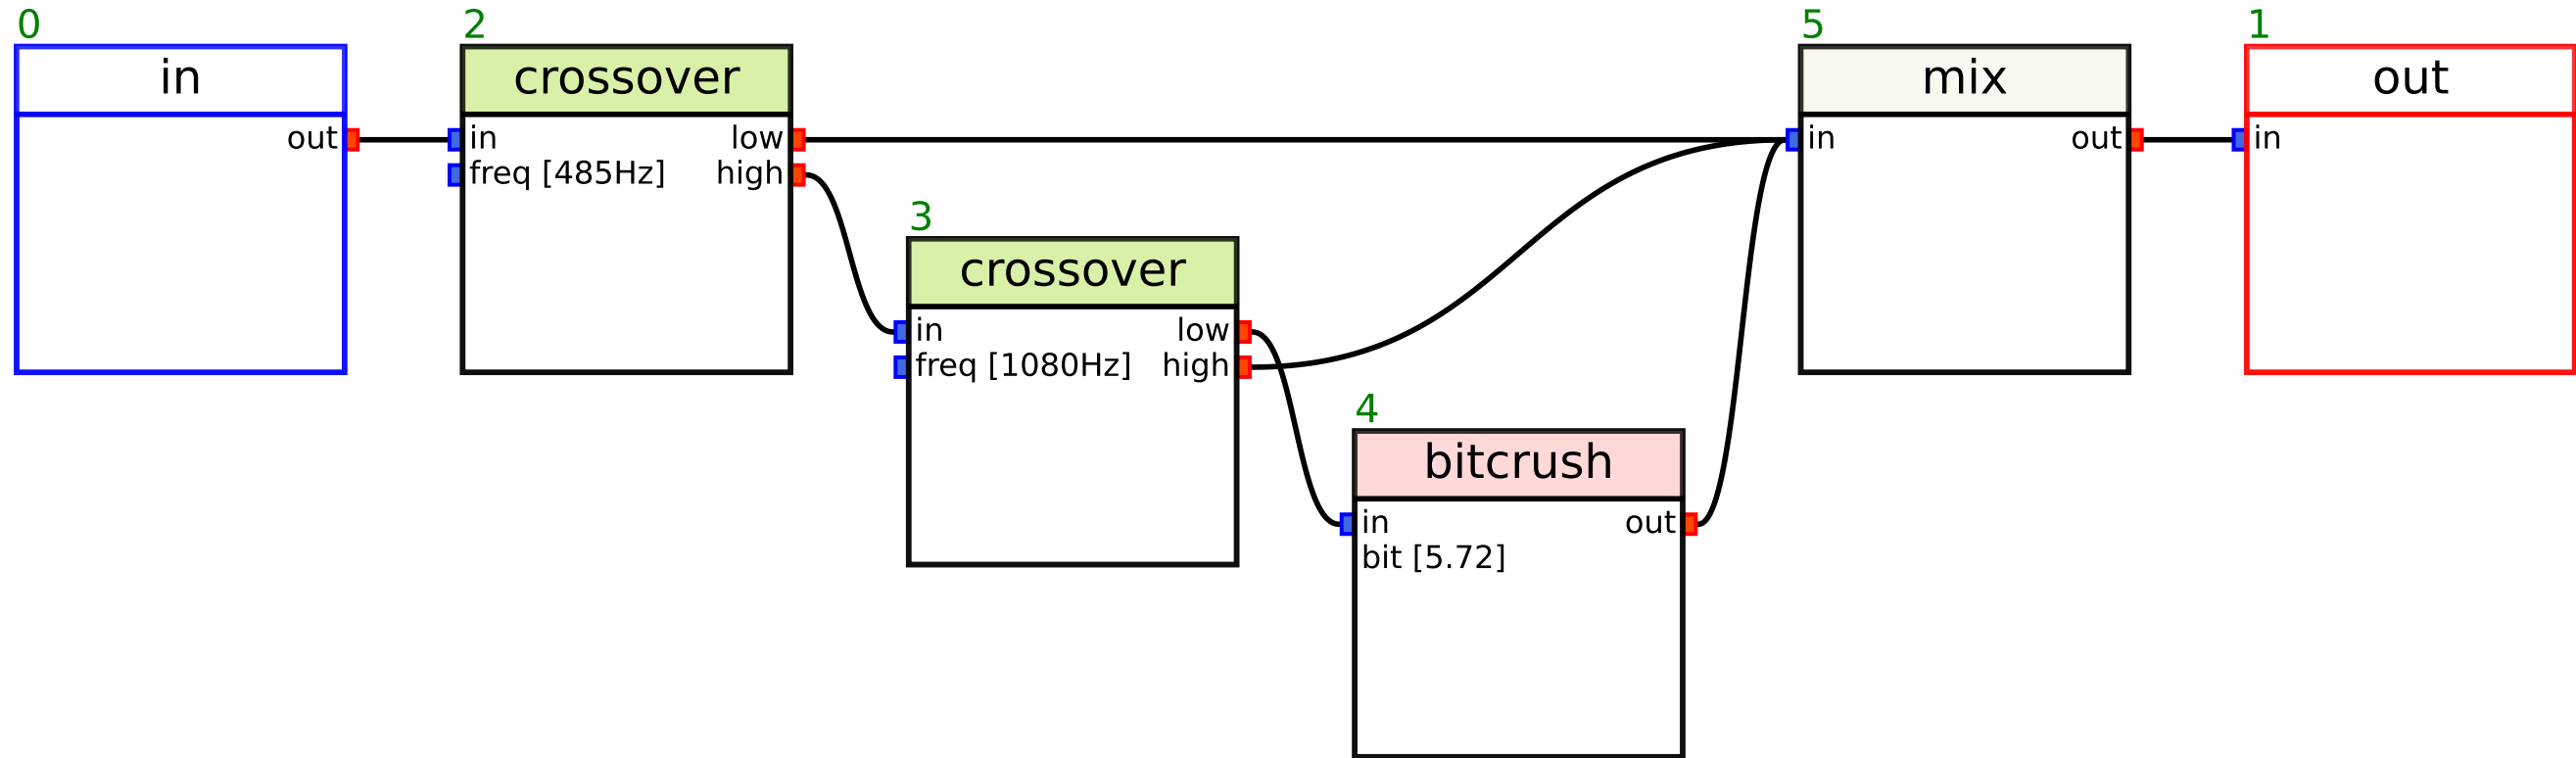 0
in
out
2
crossover
in low
freq [485Hz] high
3
crossover
in low
freq [1080Hz] high
4
bitcrush
in out
bit [5.72]
5
mix
in out
1
out
in